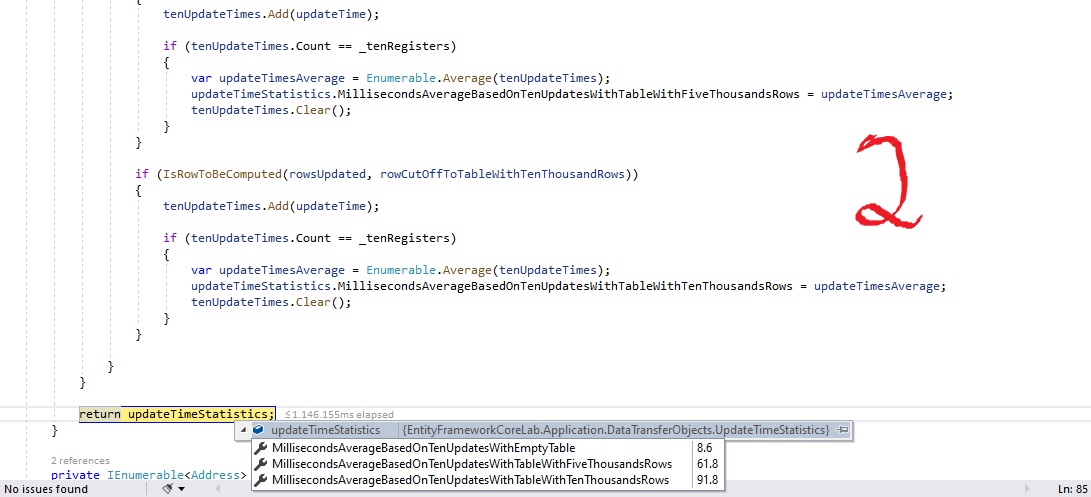 {
tenUpdateTimes.Add(updateTime);
if (tenUpdateTimes.Count == _tenRegisters)
{
var updateTimesAverage = Enumerable.Average(tenUpdateTimes);
updateTimeStatistics.MillisecondsAverageBasedOnTenUpdatesWithTableWithFiveThousandsRows = updateTimesAverage;
tenUpdateTimes.Clear();
}
}
2
if (IsRowToBeComputed(rowsUpdated, rowCutOffToTableWithTenThousandRows))
{
tenUpdateTimes.Add(updateTime);
if (tenUpdateTimes.Count == _tenRegisters)
{
var updateTimesAverage = Enumerable.Average(tenUpdateTimes);
updateTimeStatistics.MillisecondsAverageBasedOnTenUpdatesWithTableWithTenThousandsRows = updateTimesAverage;
tenUpdateTimes.Clear();
}
}
}
}
return updateTimeStatistics; ≤1.146.155ms elapsed
} updateTimeStatistics {EntityFrameworkCoreLab.Application.DataTransferObjects.UpdateTimeStatistics}
MillisecondsAverageBasedOnTenUpdatesWithEmptyTable 8.6
2 references MillisecondsAverageBasedOnTenUpdatesWithTableWithFiveThousandsRows 61.8
private IEnumerable<Address> MillisecondsAverageBasedOnTenUpdatesWithTableWithTenThousandsRows 91.8
No issues found Ln: 85